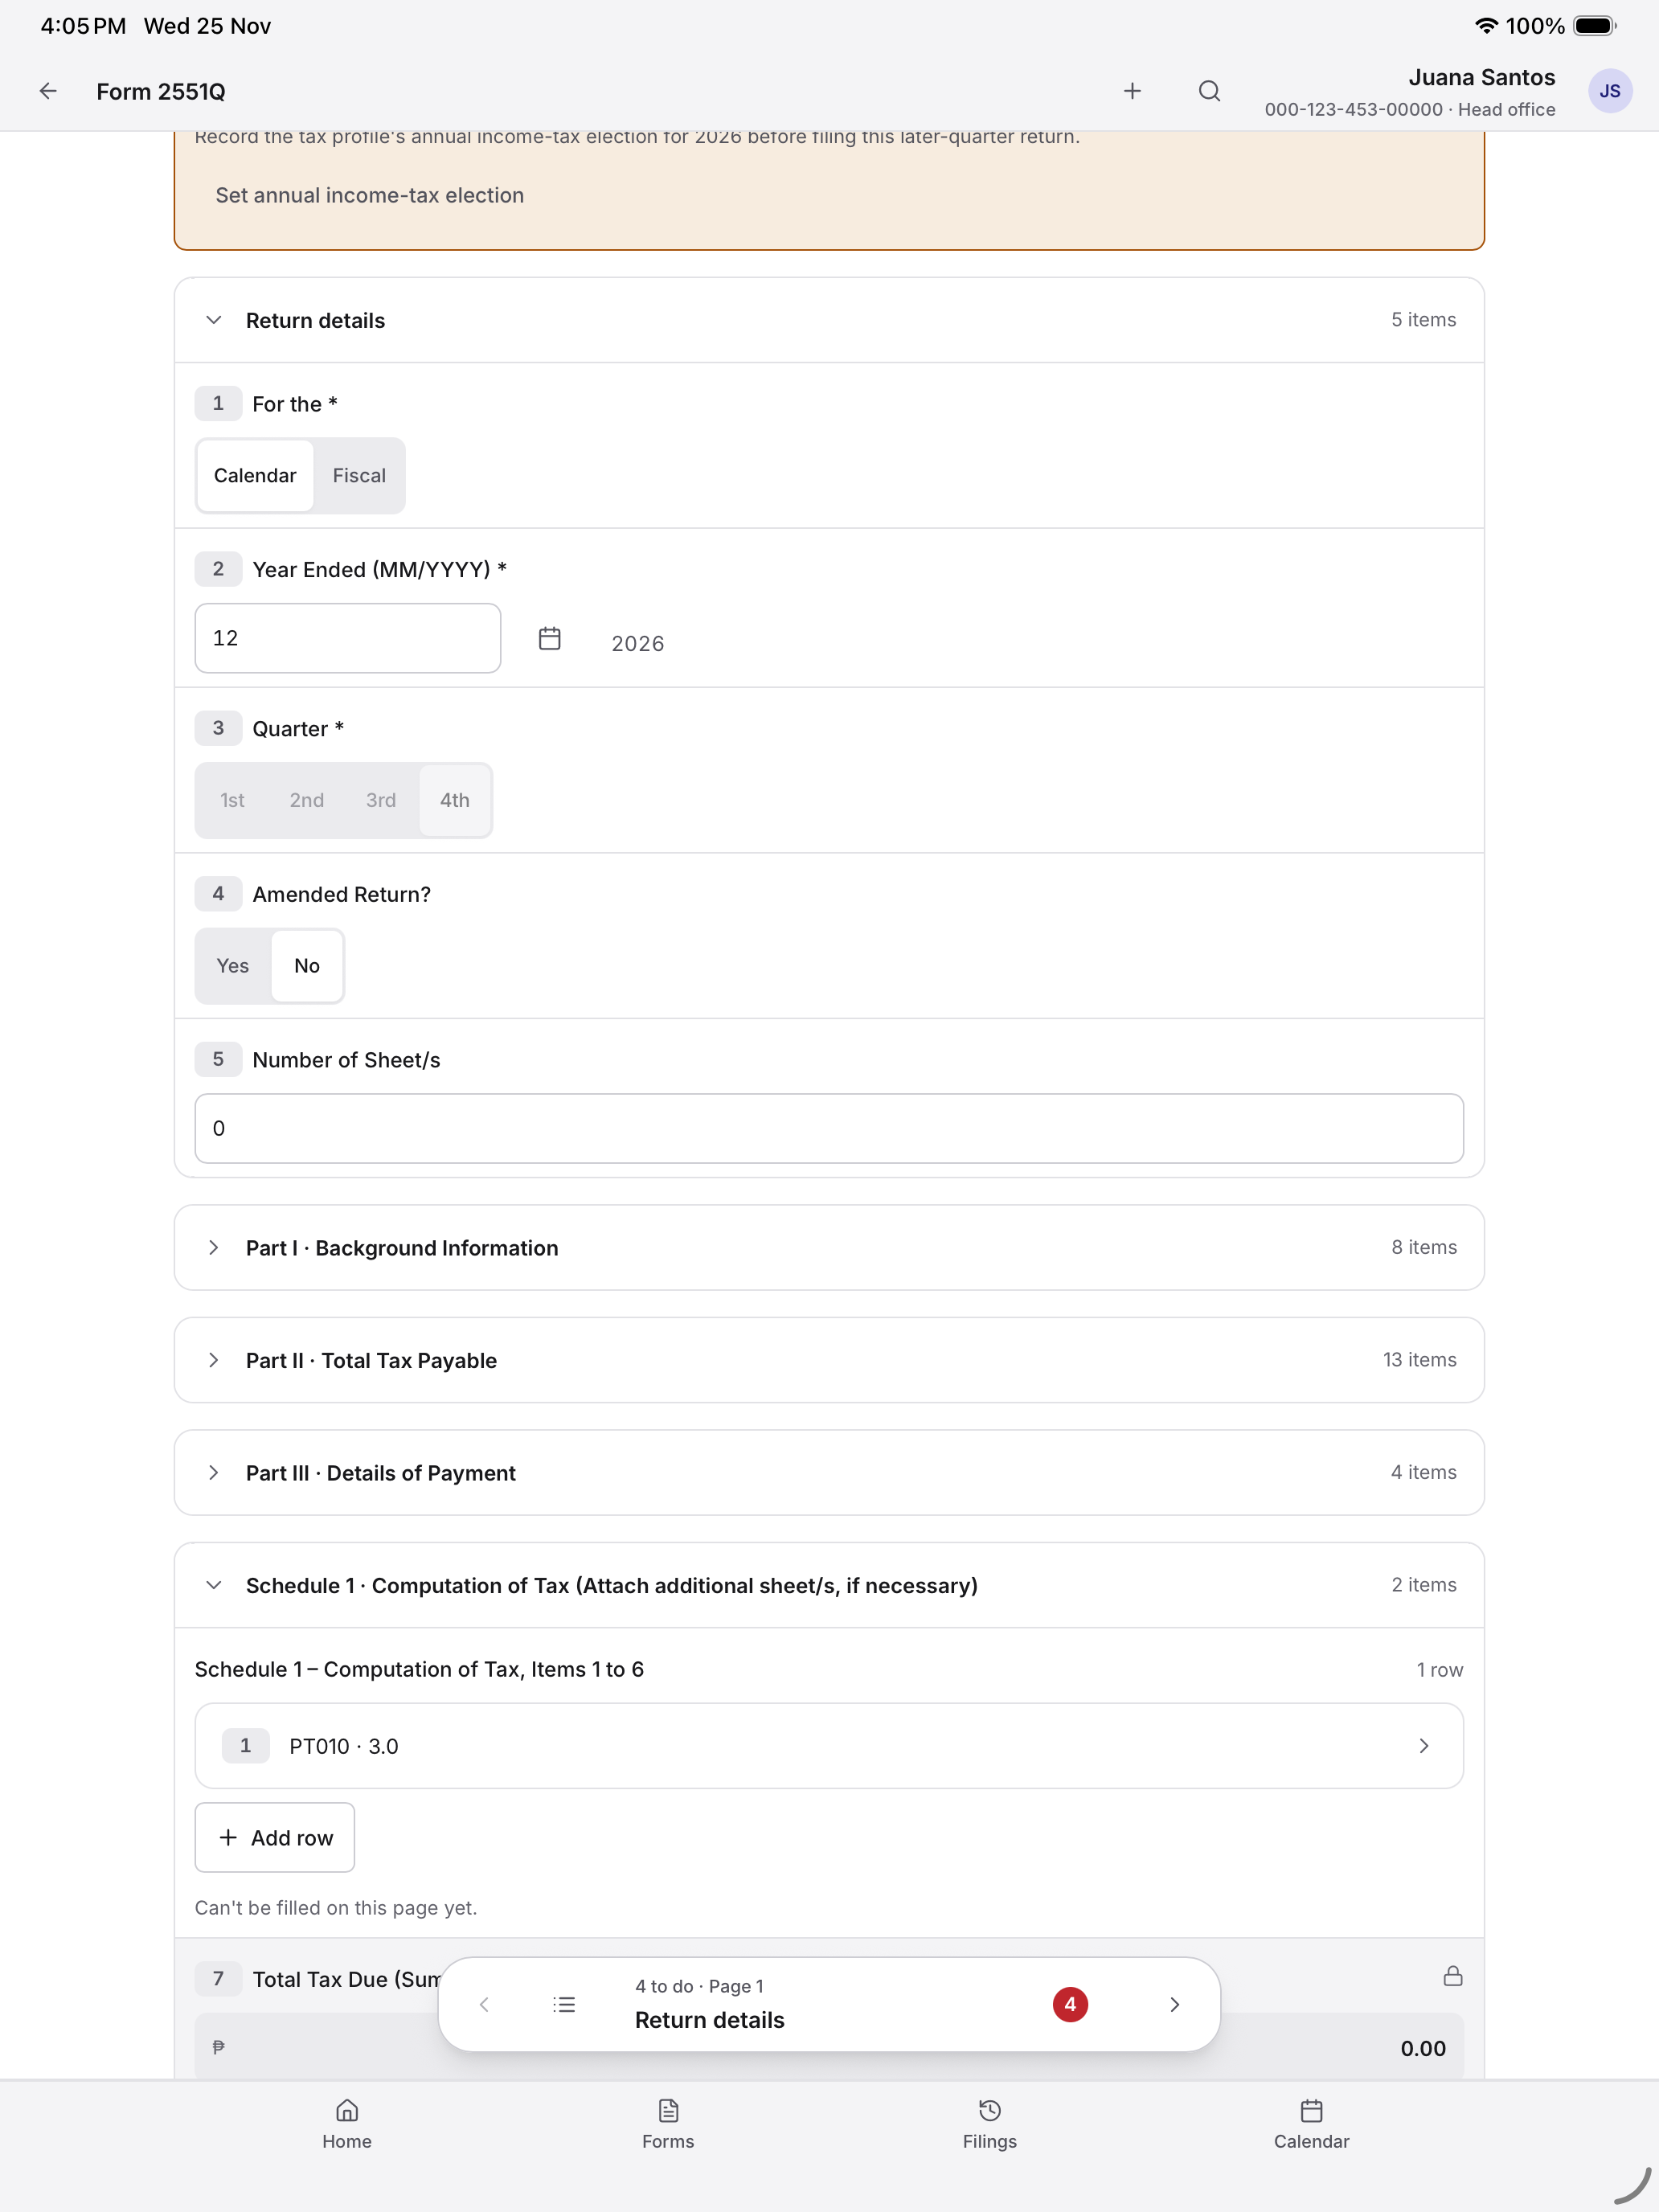 4:05 PM Wed 25 Nov
100%
Form 2551Q
Juana Santos
000-123-453-00000 · Head office
JS
Record the tax profile's annual income-tax election for 2026 before filing this later-quarter return.
Set annual income-tax election
Return details
5 items
1 For the *
Calendar Fiscal
2 Year Ended (MM/YYYY) *
12 2026
3 Quarter *
1st 2nd 3rd 4th
4 Amended Return?
Yes No
5 Number of Sheet/s
0
Part I · Background Information
8 items
Part II · Total Tax Payable
13 items
Part III · Details of Payment
4 items
Schedule 1 · Computation of Tax (Attach additional sheet/s, if necessary)
2 items
Schedule 1 – Computation of Tax, Items 1 to 6
1 row
1 PT010 · 3.0
+ Add row
Can't be filled on this page yet.
7 Total Tax Due (Sum
₱ 0.00
4 to do · Page 1
Return details
4
Home
Forms
Filings
Calendar